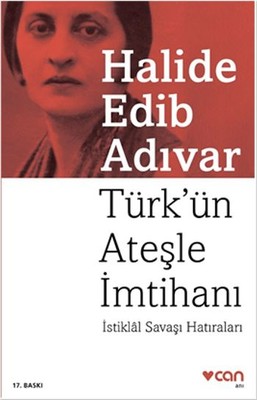 Halide
Edib
Adıvar
Türk'ün
Ateşle
İmtihanı
İstiklâl Savaşı Hatıraları
17. BASKI
can
anı